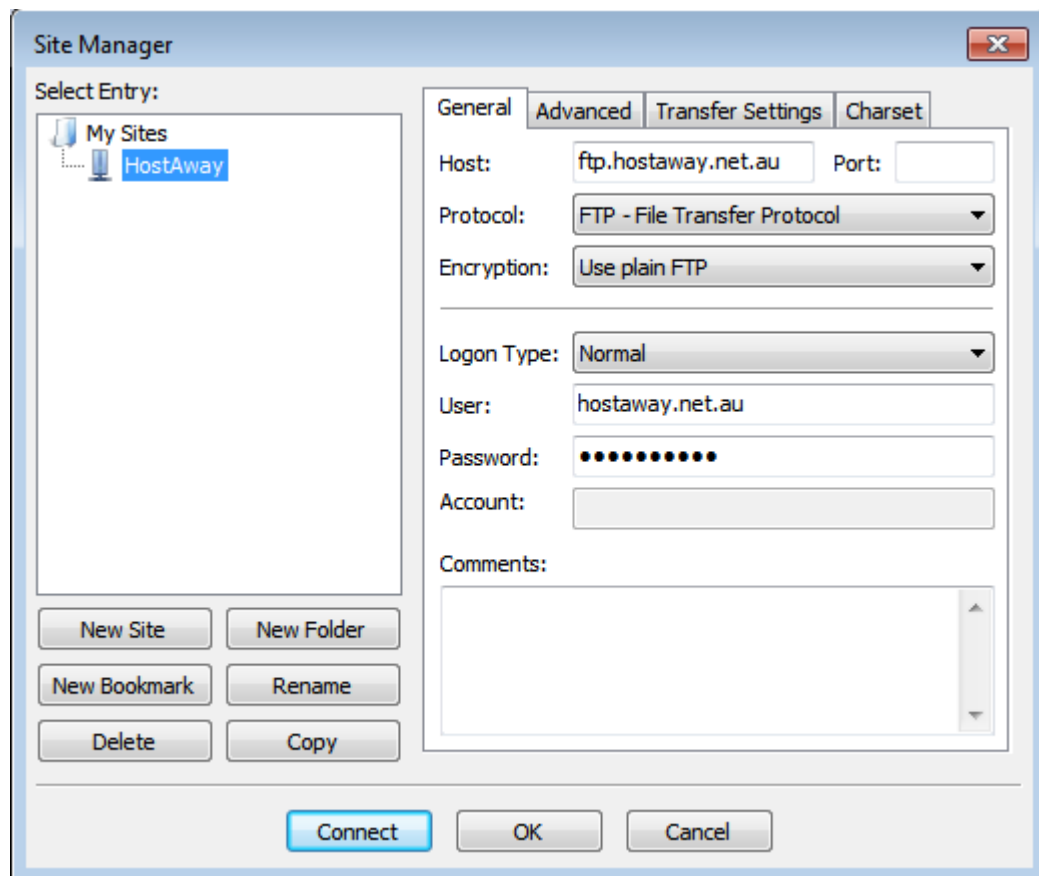 Site Manager
Select Entry:
My Sites
HostAway
New Site New Folder
New Bookmark Rename
Delete Copy
General Advanced Transfer Settings Charset
Host: ftp.hostaway.net.au Port:
Protocol: FTP - File Transfer Protocol
Encryption: Use plain FTP
Logon Type: Normal
User: hostaway.net.au
Password: ●●●●●●●●●●
Account:
Comments:
Connect OK Cancel